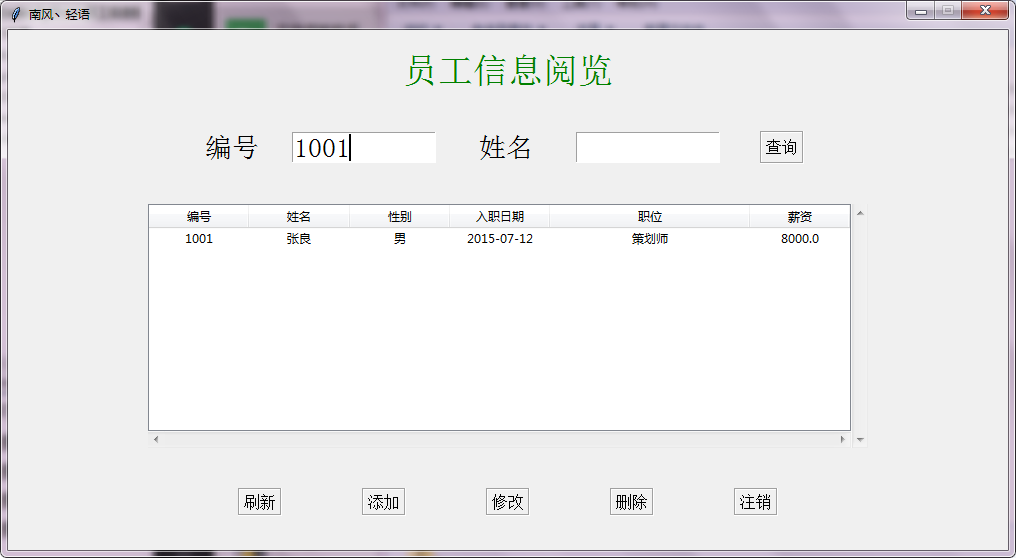 南风丶轻语
员工信息阅览
编号 1001 姓名 查询
编号 姓名 性别 入职日期 职位 薪资
1001 张良 男 2015-07-12 策划师 8000.0
刷新 添加 修改 删除 注销